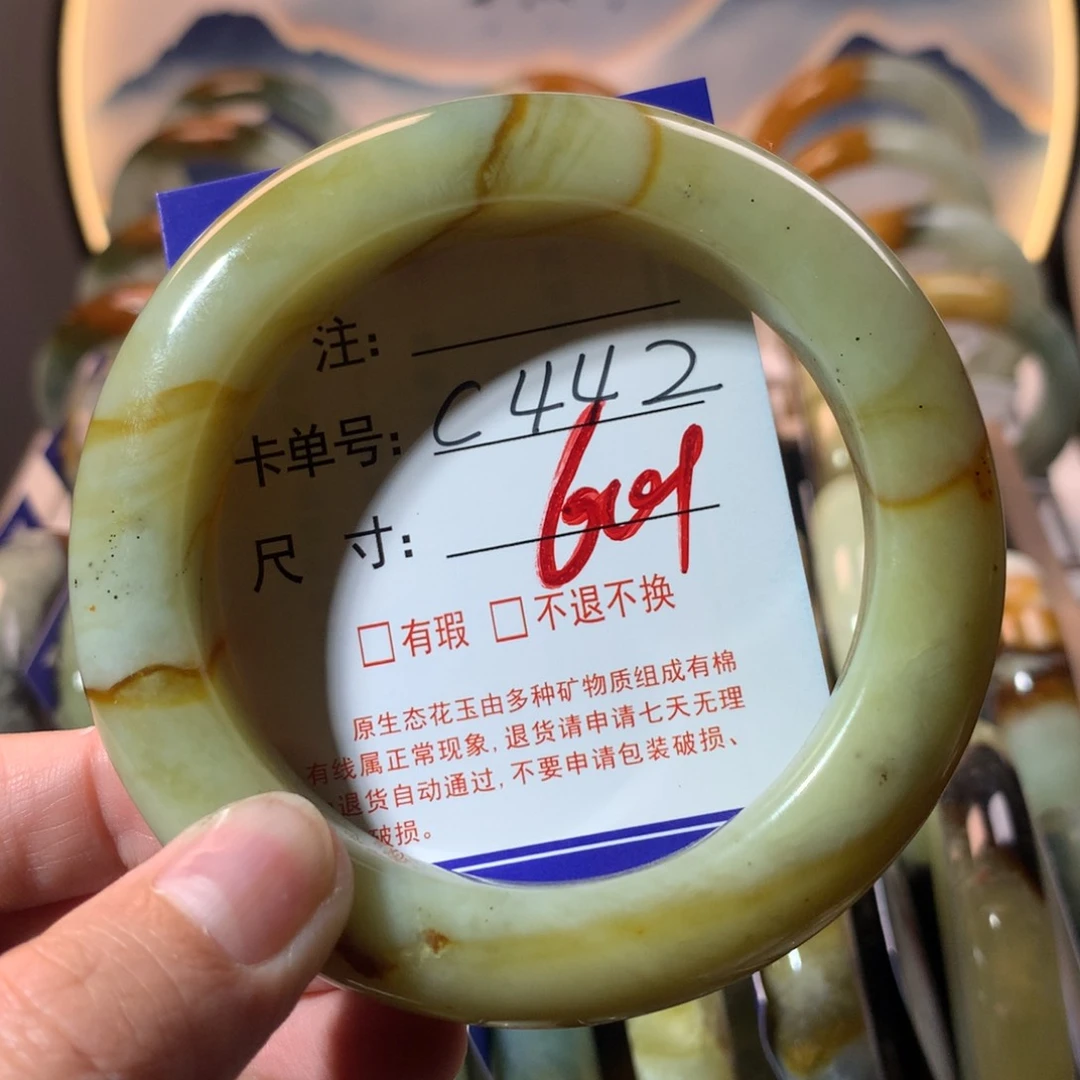 注:
卡单号: C442
尺 寸:
□有瑕 □不退不换
原生态花玉由多种矿物质组成有棉
有线属正常现象, 退货请申请七天无理
退货自动通过, 不要申请包装破损、
破损。